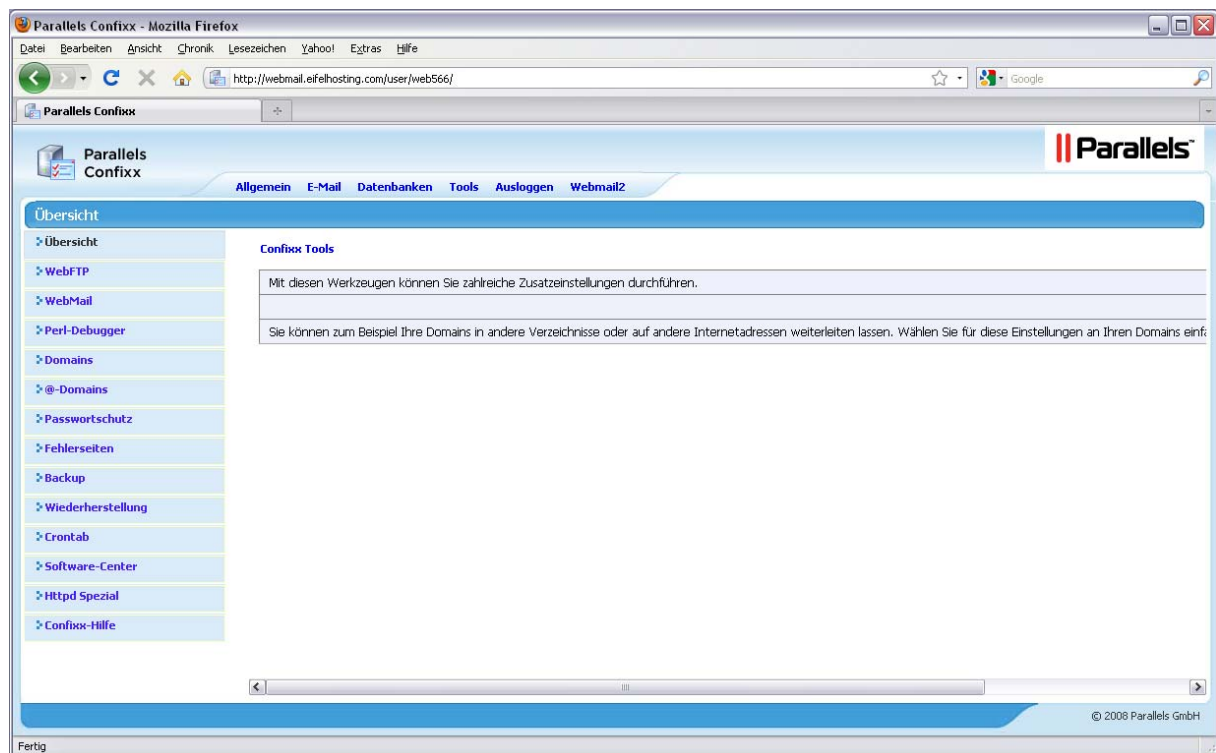 Parallels Confixx - Mozilla Firefox
Datei Bearbeiten Ansicht Chronik Lesezeichen Yahoo! Extras Hilfe
http://webmail.eifelhosting.com/user/web566/
Google
Parallels Confixx
Parallels
Confixx
Parallels™
Allgemein E-Mail Datenbanken Tools Ausloggen Webmail2
Übersicht
Übersicht
WebFTP
WebMail
Perl-Debugger
Domains
@-Domains
Passwortschutz
Fehlerseiten
Backup
Wiederherstellung
Crontab
Software-Center
Httpd Spezial
Confixx-Hilfe
Confixx Tools
Mit diesen Werkzeugen können Sie zahlreiche Zusatzeinstellungen durchführen.
Sie können zum Beispiel Ihre Domains in andere Verzeichnisse oder auf andere Internetadressen weiterleiten lassen. Wählen Sie für diese Einstellungen an Ihren Domains einfa
© 2008 Parallels GmbH
Fertig